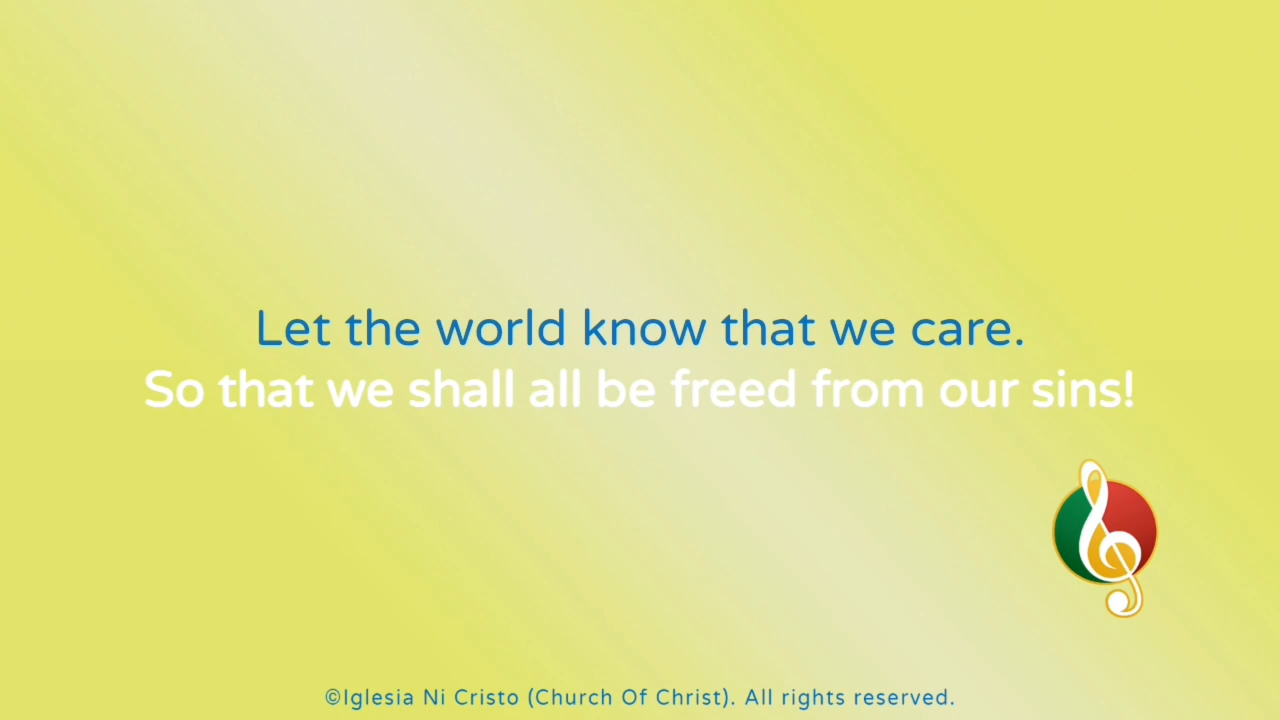 Let the world know that we care.
So that we shall all be freed from our sins!
©Iglesia Ni Cristo (Church Of Christ). All rights reserved.